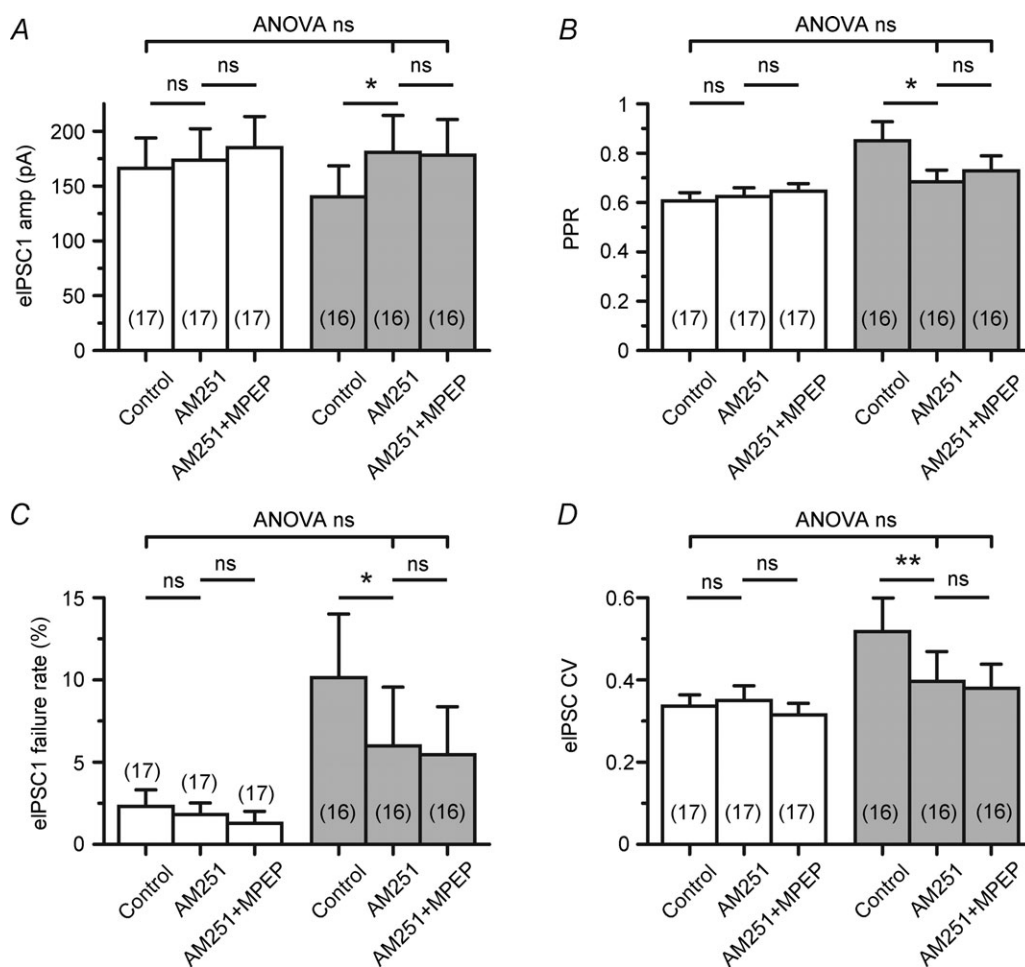 A
ANOVA ns
ns
ns
ns
*
eIPSC1 amp (pA)
200
150
100
50
0
(17)
(17)
(17)
(16)
(16)
(16)
Control
AM251
AM251+MPEP
Control
AM251
AM251+MPEP
B
ANOVA ns
ns
ns
ns
*
PPR
1
0.8
0.6
0.4
0.2
0
(17)
(17)
(17)
(16)
(16)
(16)
Control
AM251
AM251+MPEP
Control
AM251
AM251+MPEP
C
ANOVA ns
ns
ns
*
ns
eIPSC1 failure rate (%)
15
10
5
0
(17)
(17)
(17)
(16)
(16)
(16)
Control
AM251
AM251+MPEP
Control
AM251
AM251+MPEP
D
ANOVA ns
ns
ns
**
ns
eIPSC CV
0.6
0.4
0.2
0
(17)
(17)
(17)
(16)
(16)
(16)
Control
AM251
AM251+MPEP
Control
AM251
AM251+MPEP